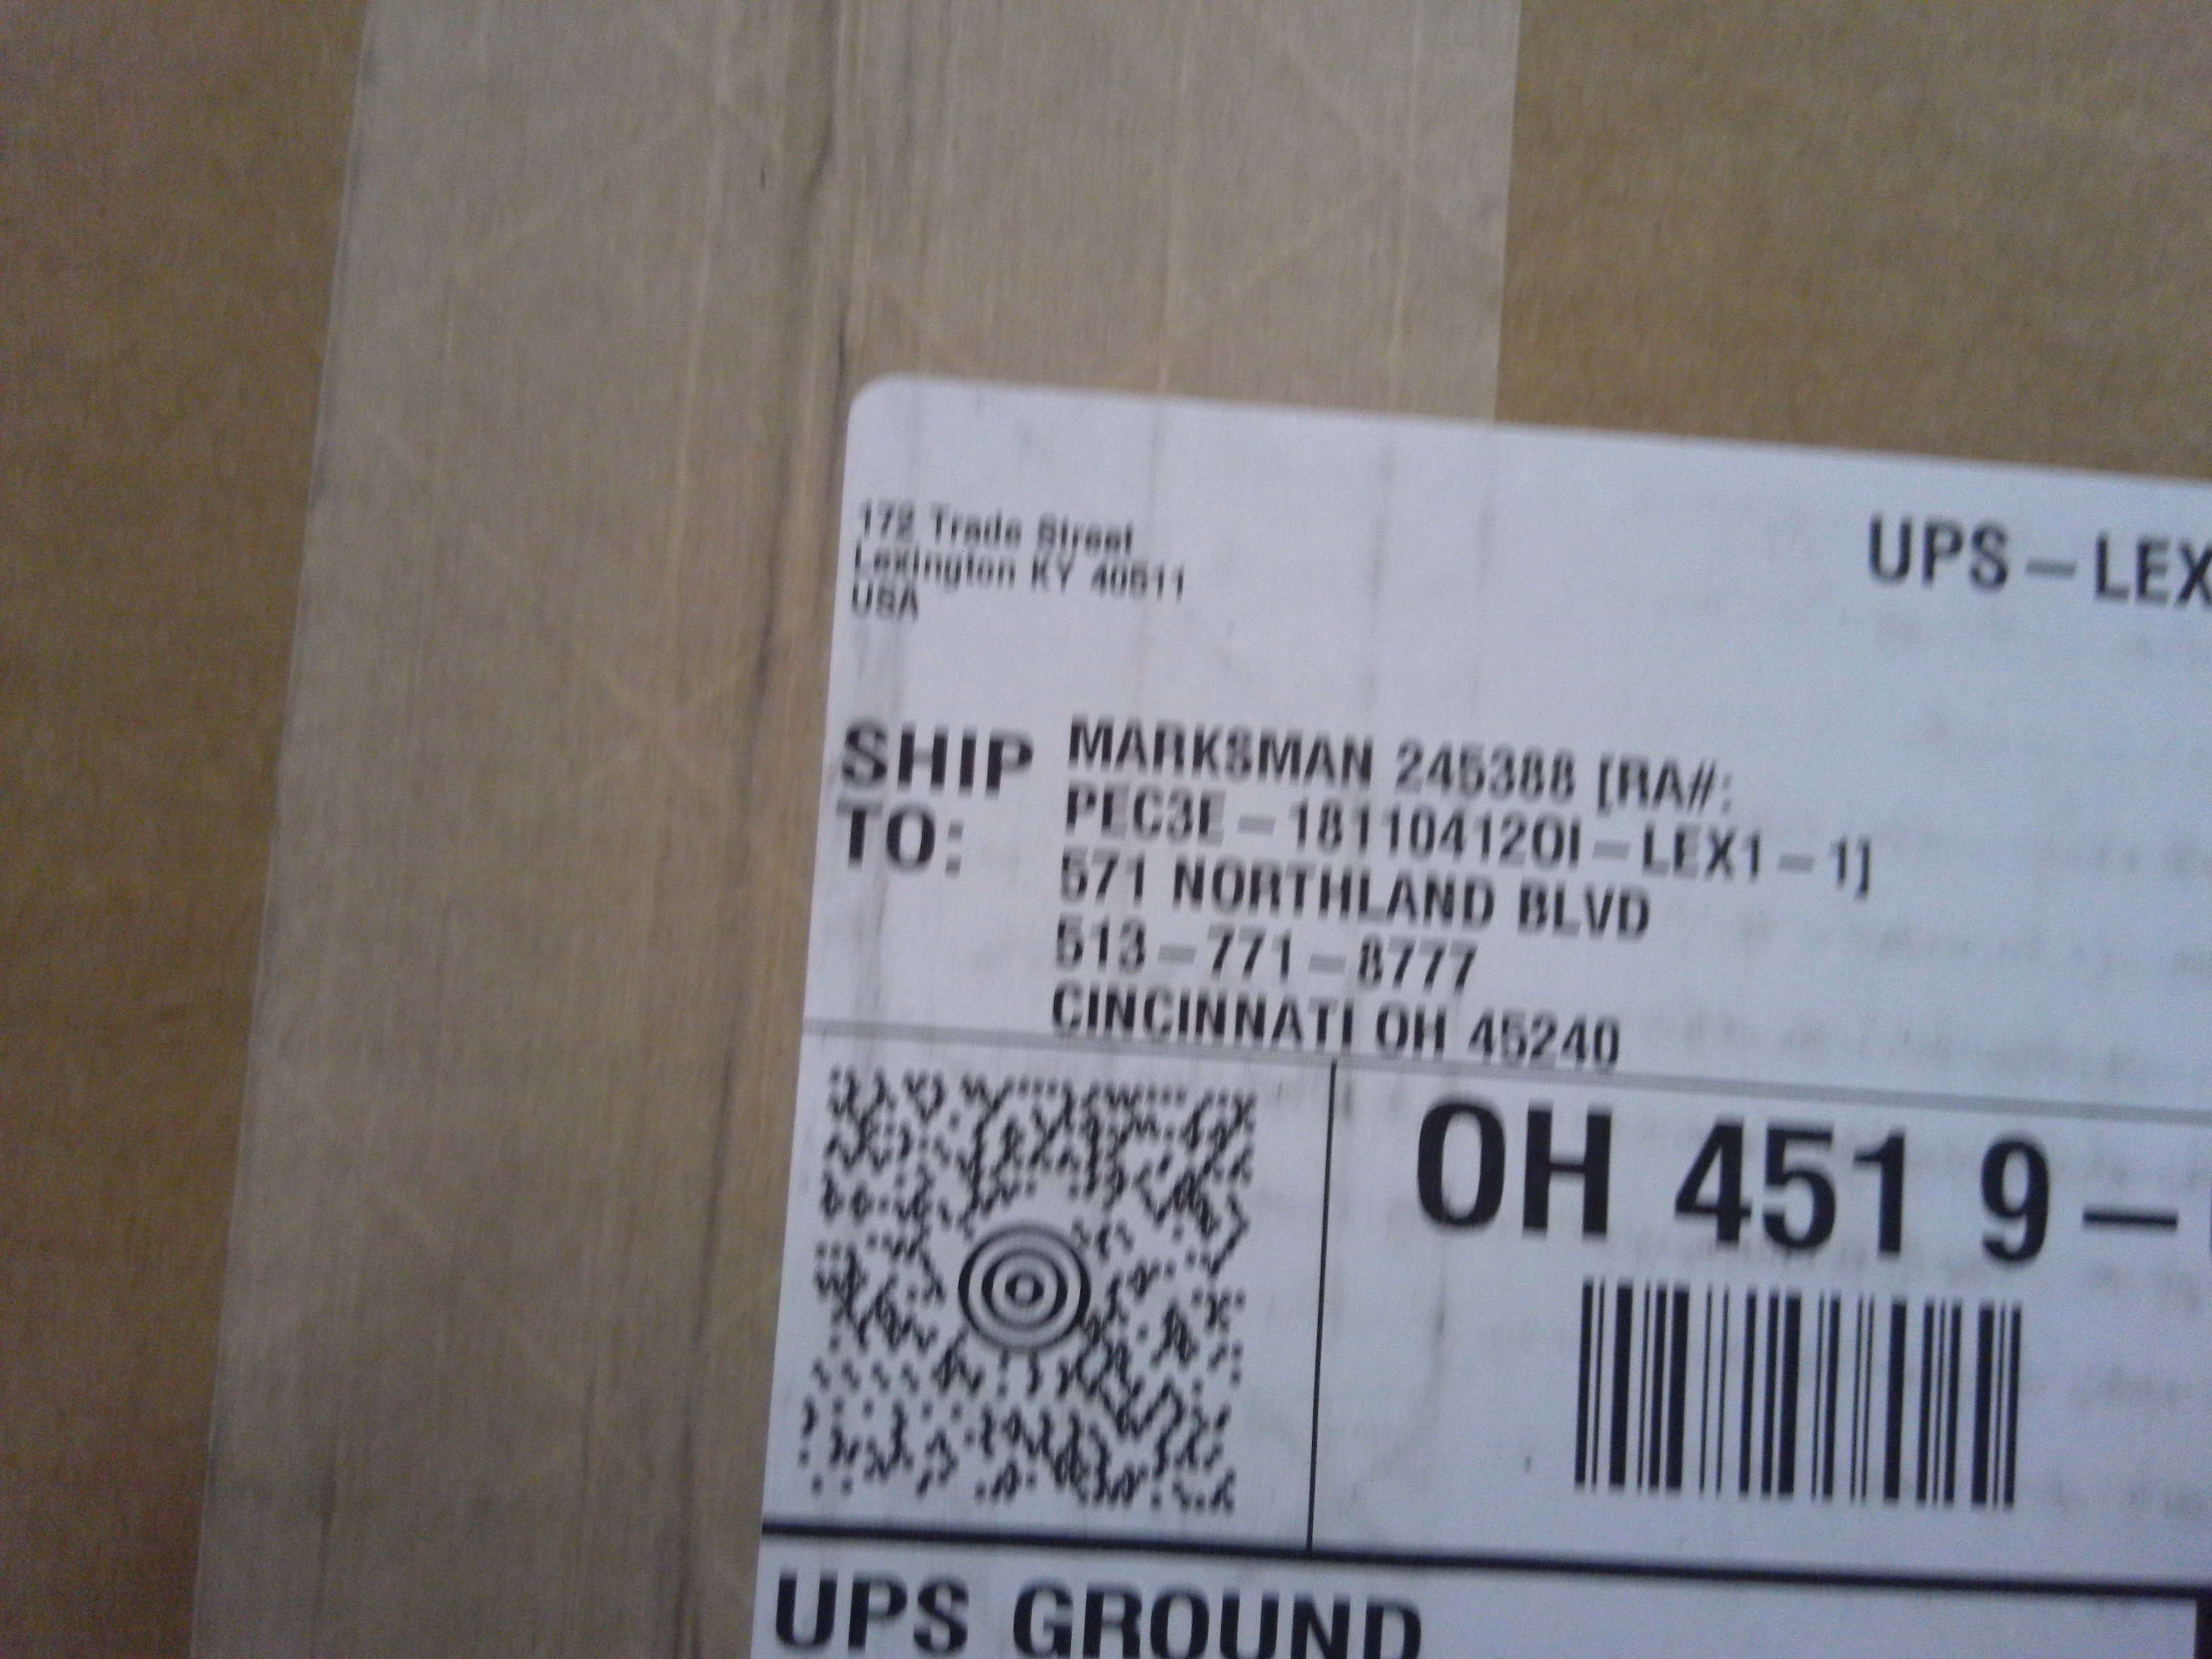 172 Trade Street
Lexington KY 40511
USA
UPS-LEX
SHIP TO:
MARKSMAN 245388 [RA#:
PEC3E-18110412OI-LEX1-1]
571 NORTHLAND BLVD
513-771-8777
CINCINNATI OH 45240
OH 451 9-
UPS GROUND